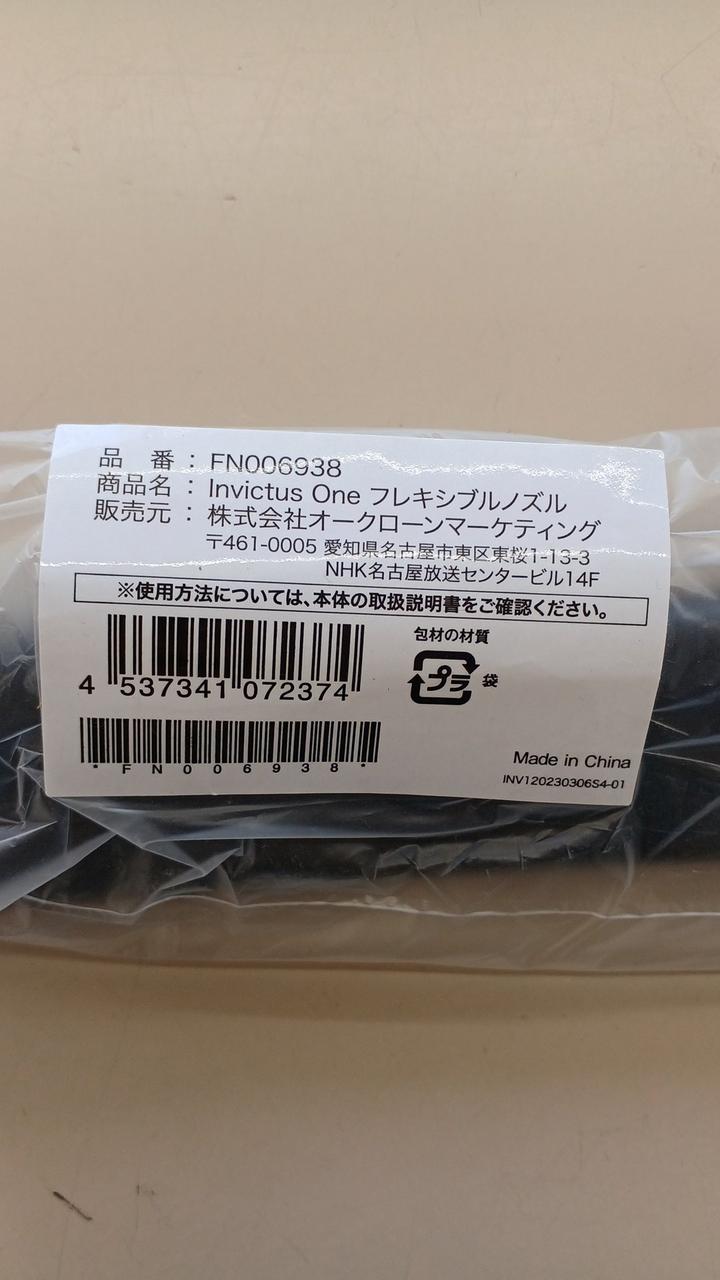 品　番 : FN006938
商品名 : Invictus One フレキシブルノズル
販売元 : 株式会社オークローンマーケティング
〒461-0005 愛知県名古屋市東区東桜1-13-3
NHK名古屋放送センタービル14F
※使用方法については、本体の取扱説明書をご確認ください。
包材の材質
プラ 袋
4 537341 072374
*FN006938*
Made in China
INV120230306S4-01